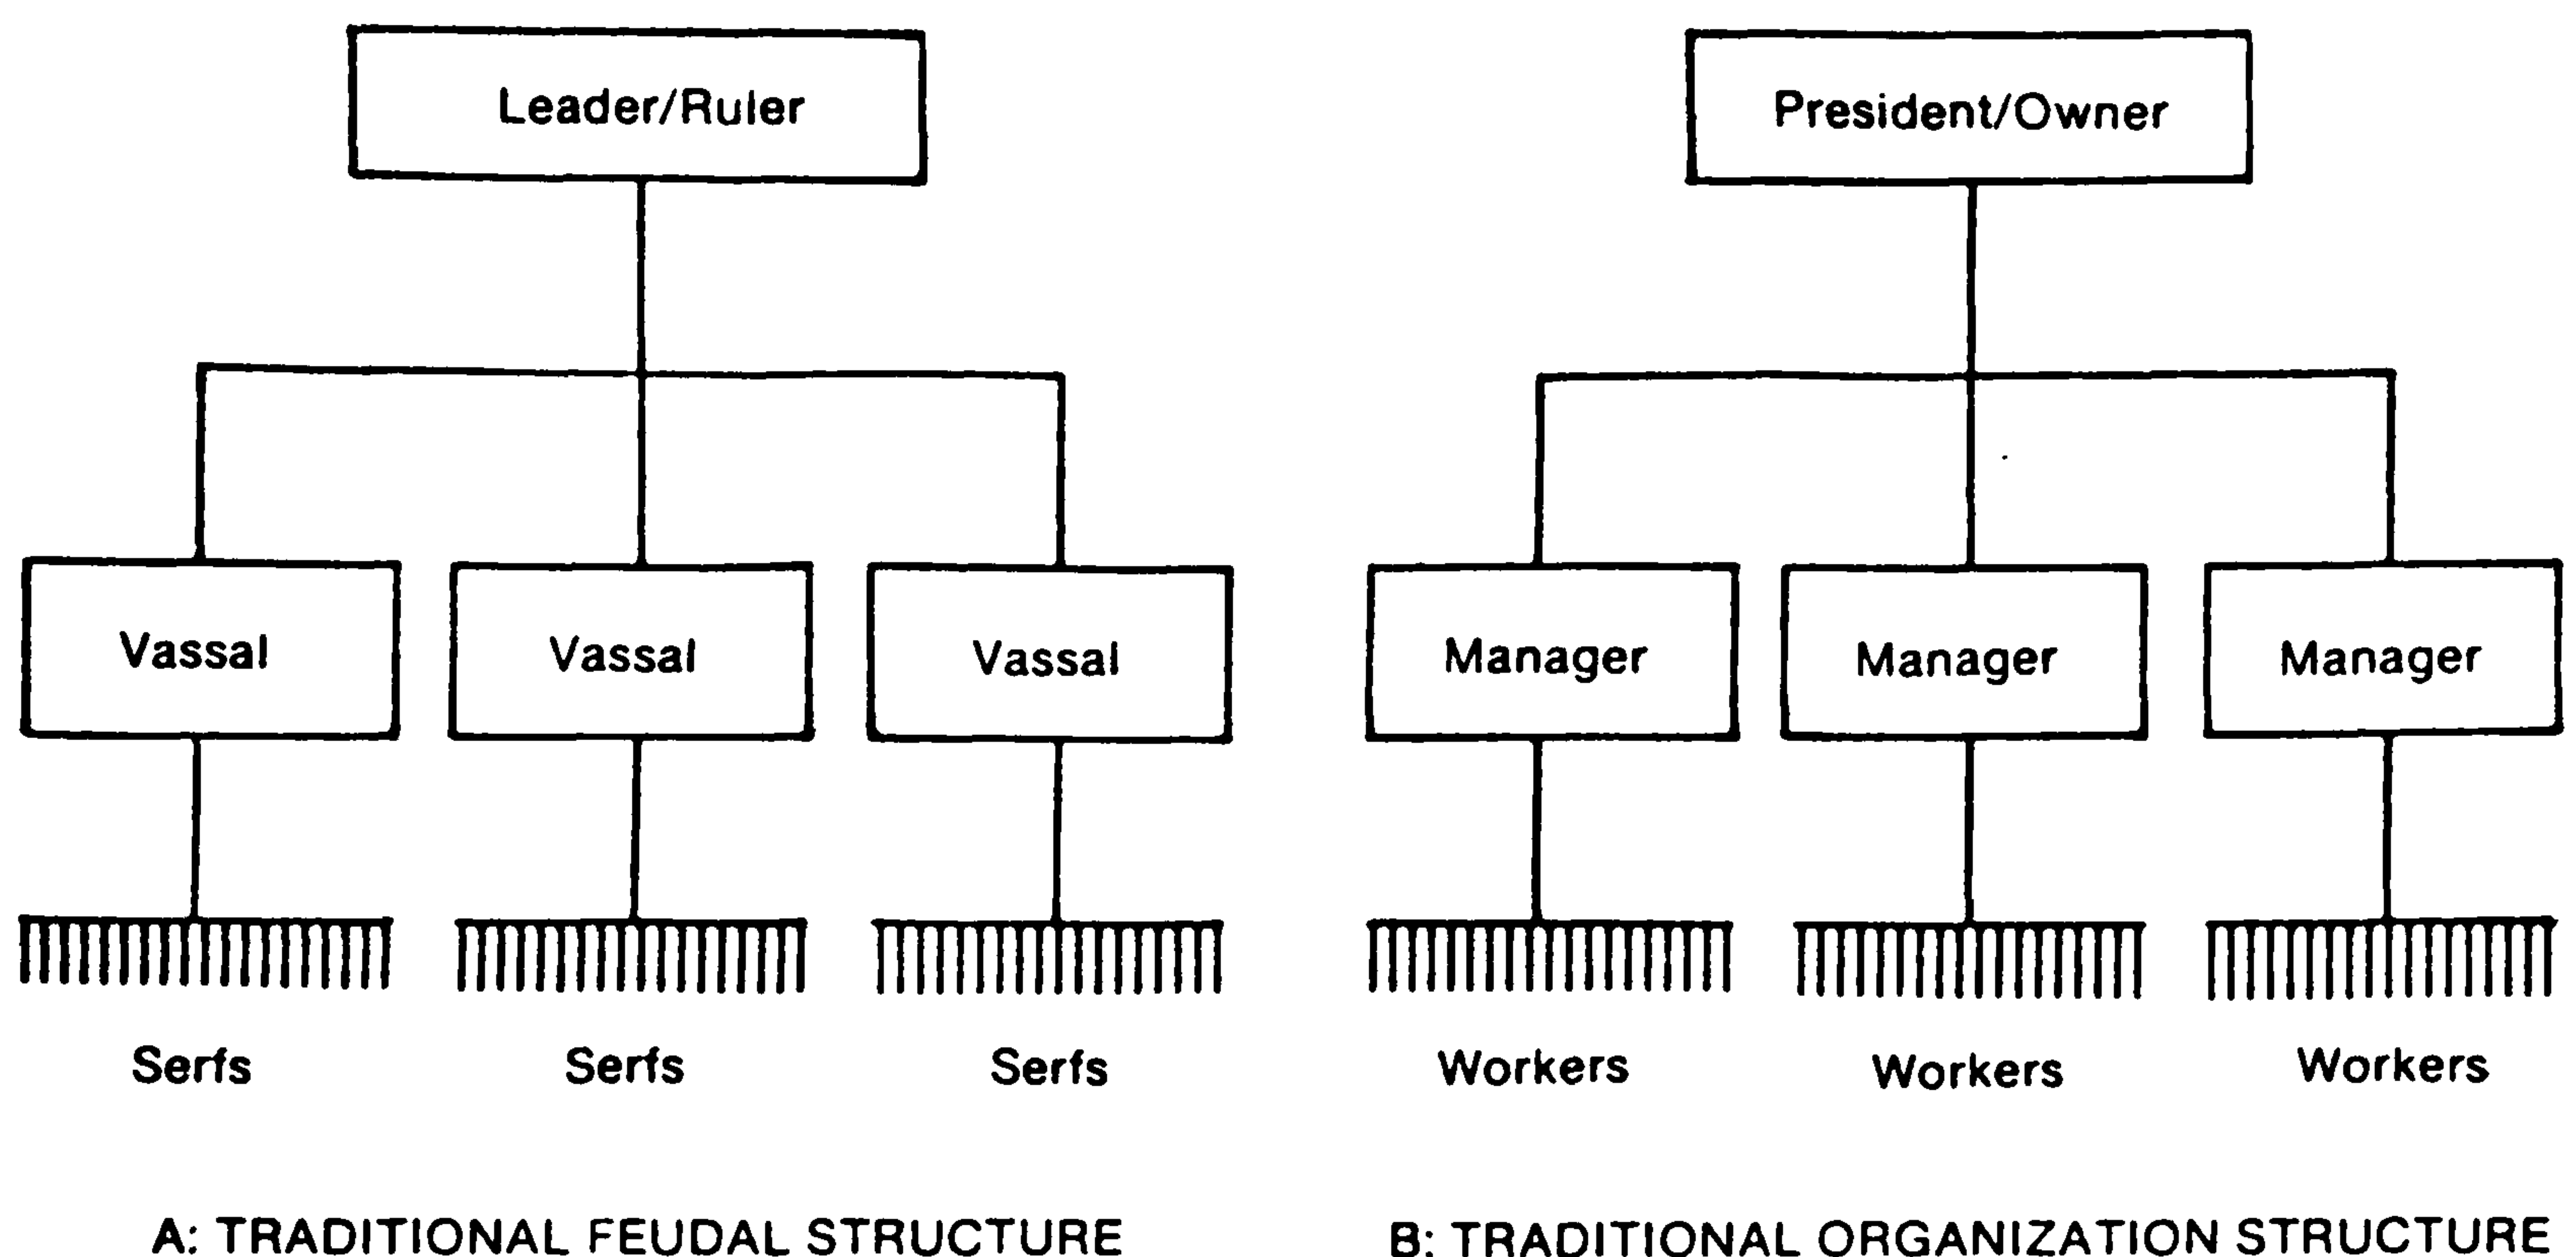 Leader/Ruler
Vassal
Vassal
Vassal
Serfs
Serfs
Serfs
A: TRADITIONAL FEUDAL STRUCTURE
President/Owner
Manager
Manager
Manager
Workers
Workers
Workers
B: TRADITIONAL ORGANIZATION STRUCTURE